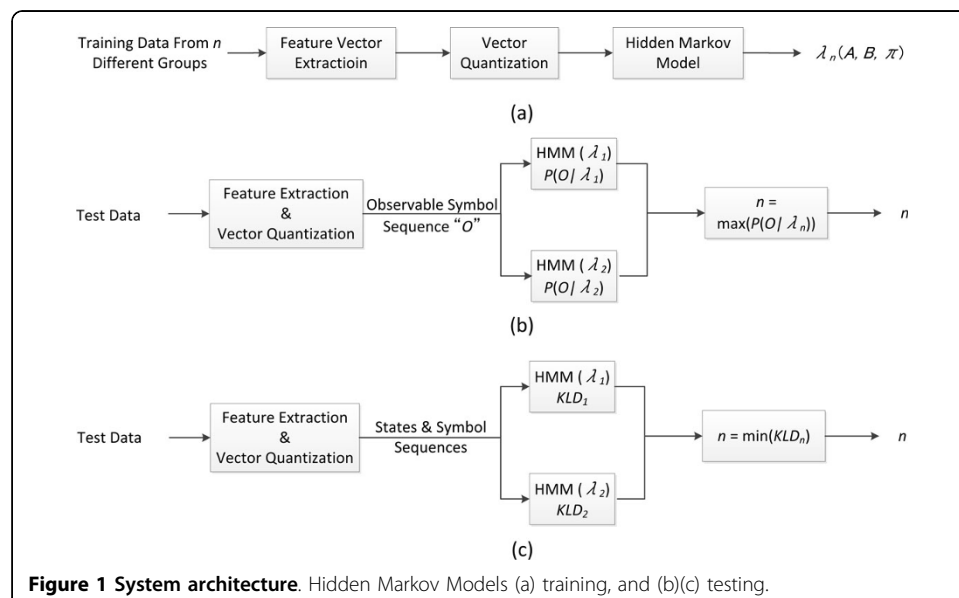 Training Data From n
Different Groups
Feature Vector
Extractioin
Vector
Quantization
Hidden Markov
Model
λn(A, B, π)
(a)
Test Data
Feature Extraction
&
Vector Quantization
Observable Symbol
Sequence “O”
HMM (λ1)
P(O| λ1)
HMM (λ2)
P(O| λ2)
n =
max(P(O| λn))
n
(b)
Test Data
Feature Extraction
&
Vector Quantization
States & Symbol
Sequences
HMM (λ1)
KLD1
HMM (λ2)
KLD2
n = min(KLDn)
n
(c)
Figure 1 System architecture. Hidden Markov Models (a) training, and (b)(c) testing.